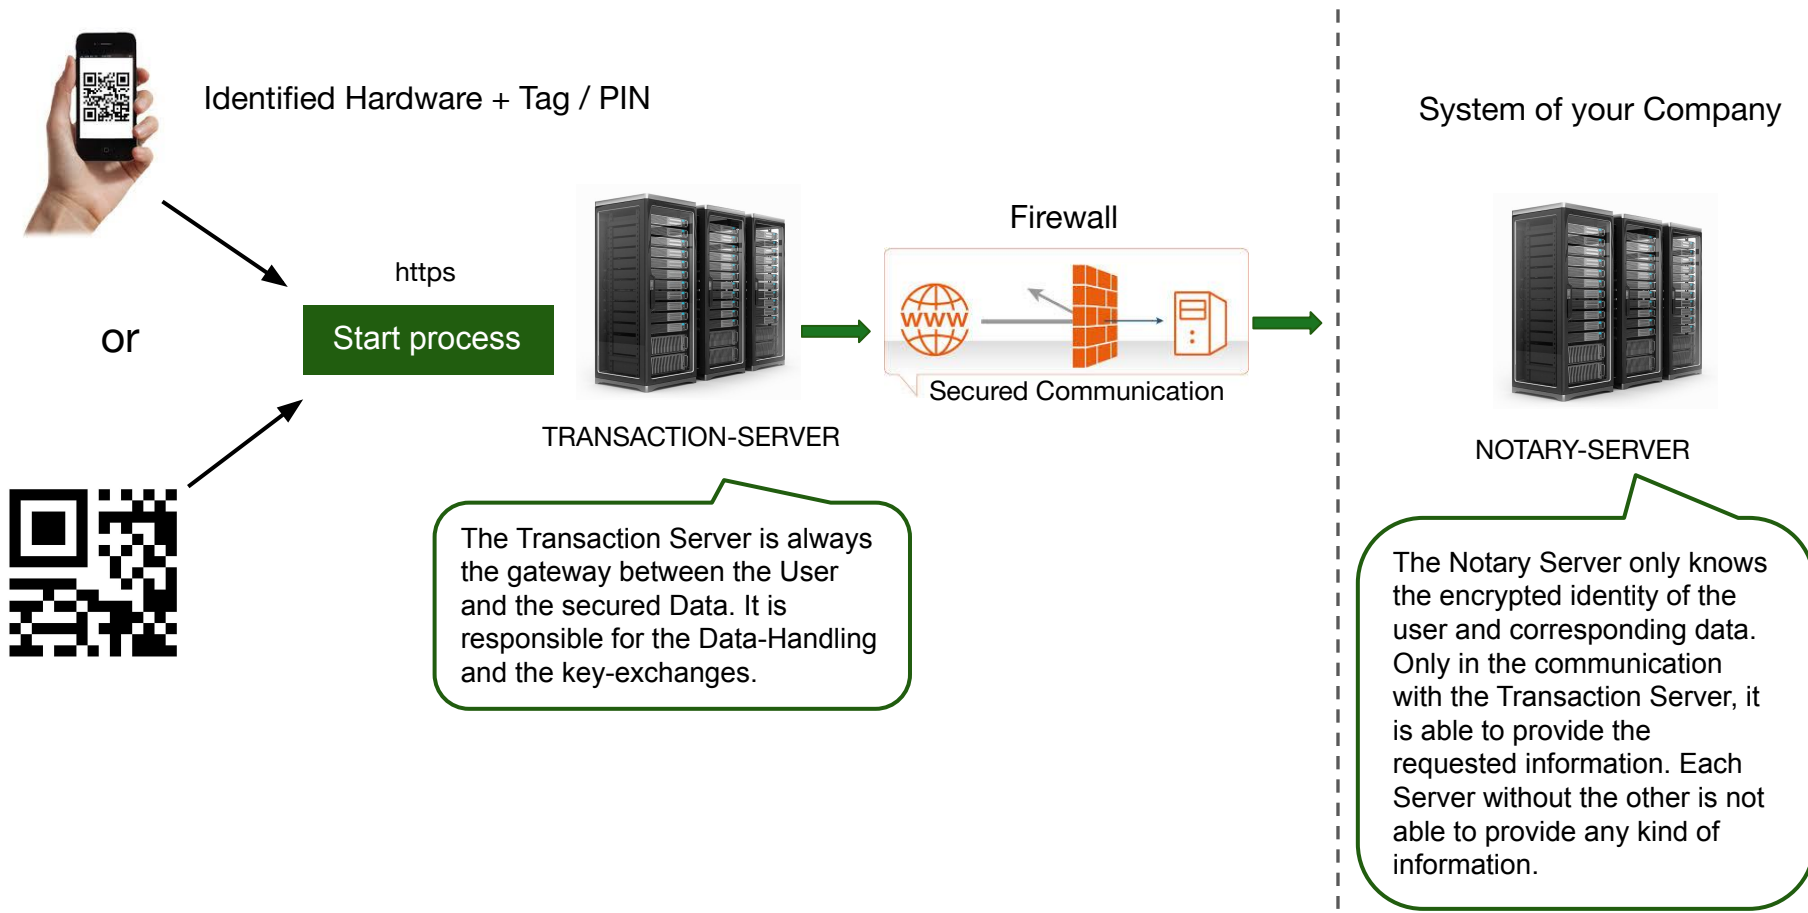 Identified Hardware + Tag / PIN
System of your Company
Firewall
https
or
Start process
www
Secured Communication
TRANSACTION-SERVER
NOTARY-SERVER
The Transaction Server is always
the gateway between the User
and the secured Data. It is
responsible for the Data-Handling
and the key-exchanges.
The Notary Server only knows
the encrypted identity of the
user and corresponding data.
Only in the communication
with the Transaction Server, it
is able to provide the
requested information. Each
Server without the other is not
able to provide any kind of
information.